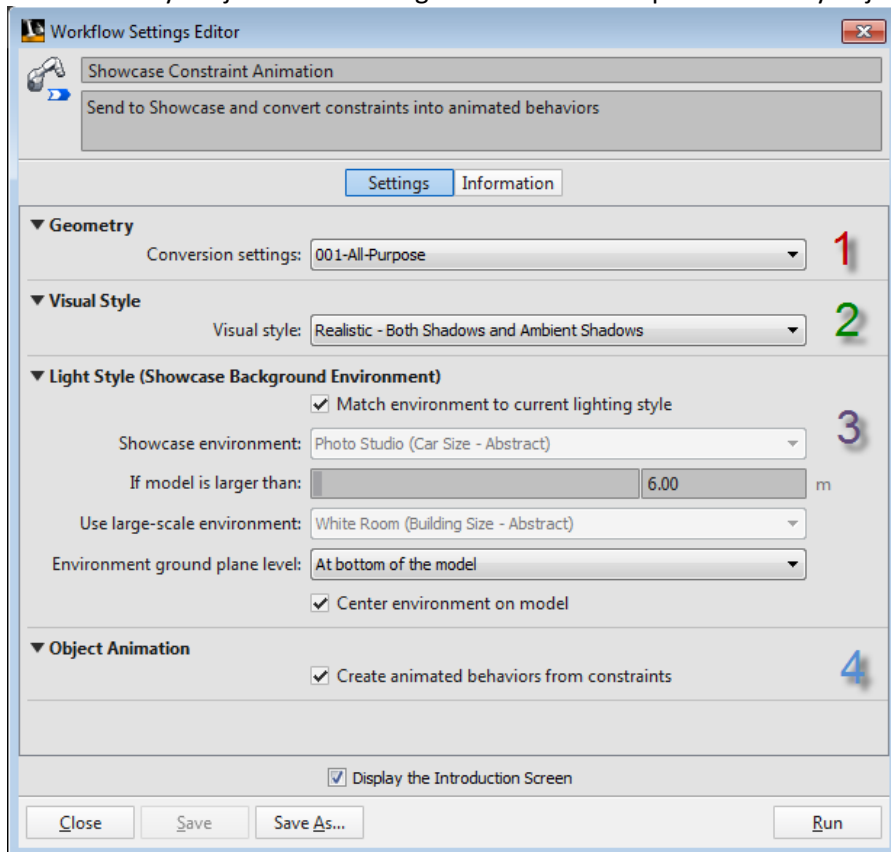 Workflow Settings Editor
Showcase Constraint Animation
Send to Showcase and convert constraints into animated behaviors
Settings Information
Geometry
Conversion settings: 001-All-Purpose 1
Visual Style
Visual style: Realistic - Both Shadows and Ambient Shadows 2
Light Style (Showcase Background Environment)
Match environment to current lighting style
Showcase environment: Photo Studio (Car Size - Abstract) 3
If model is larger than: 6.00 m
Use large-scale environment: White Room (Building Size - Abstract)
Environment ground plane level: At bottom of the model
Center environment on model
Object Animation
Create animated behaviors from constraints 4
Display the Introduction Screen
Close Save Save As... Run